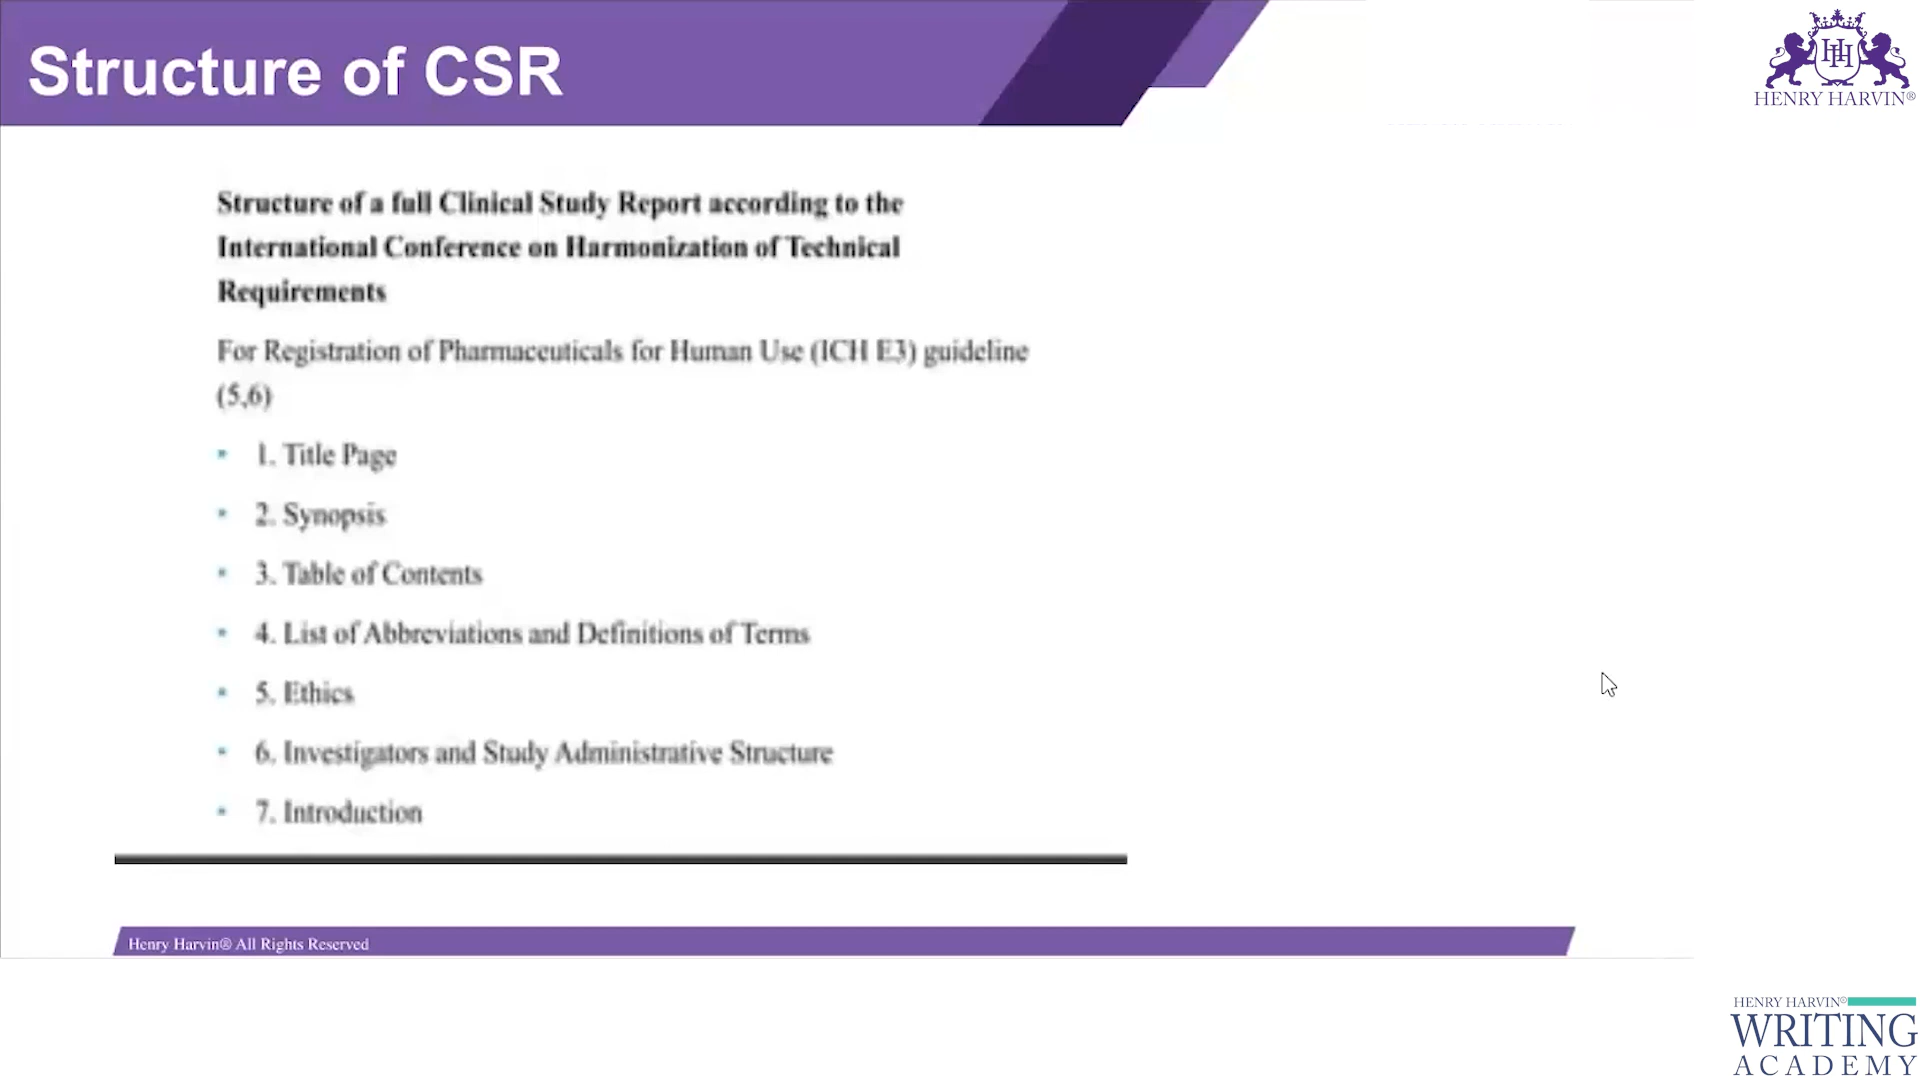 Structure of CSR
HENRY HARVIN®
Structure of a full Clinical Study Report according to the
International Conference on Harmonization of Technical
Requirements
For Registration of Pharmaceuticals for Human Use (ICH E3) guideline
(5,6)
1. Title Page
2. Synopsis
3. Table of Contents
4. List of Abbreviations and Definitions of Terms
5. Ethics
6. Investigators and Study Administrative Structure
7. Introduction
Henry Harvin® All Rights Reserved
HENRY HARVIN®
WRITING
ACADEMY